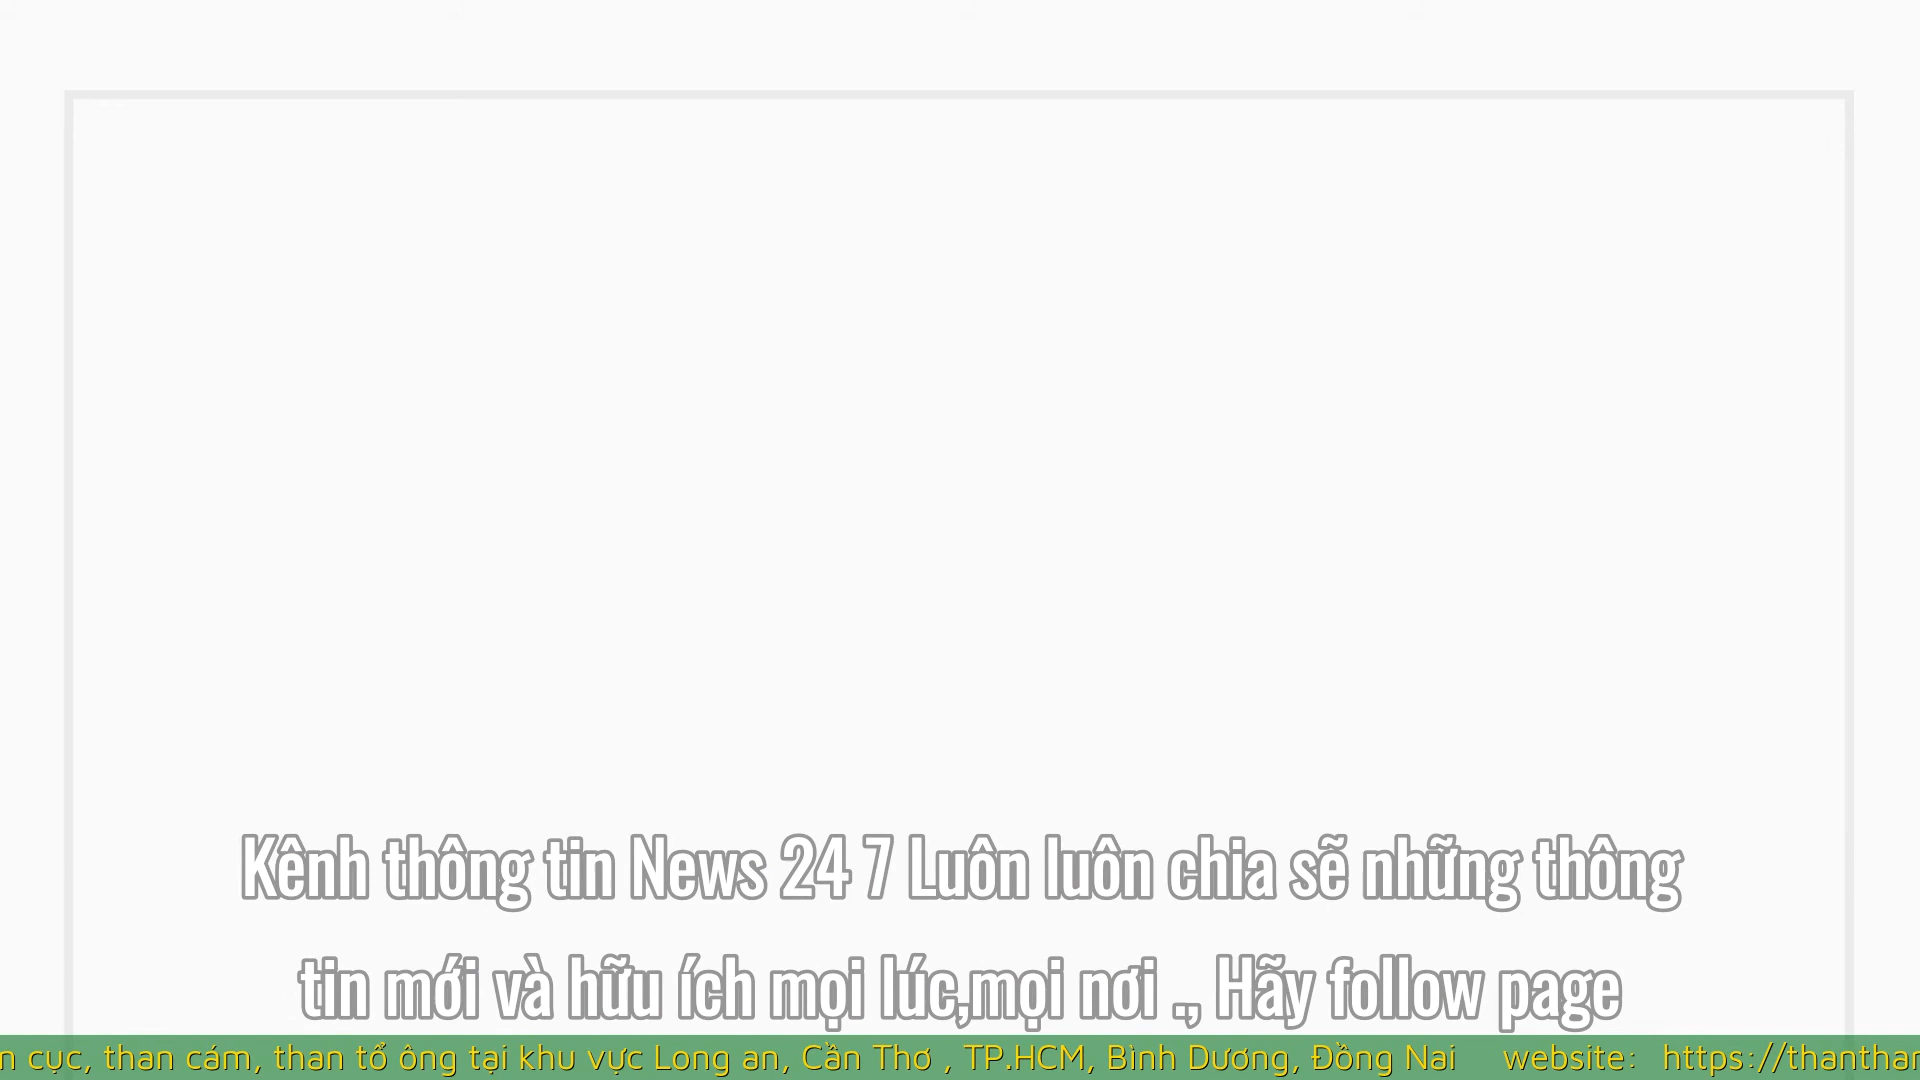 Kênh thông tin News 24 7 Luôn luôn chia sẽ những thông
tin mới và hữu ích mọi lúc,mọi nơi ., Hãy follow page
cục, than cám, than tổ ông tại khu vực Long an, Cần Thơ , TP.HCM, Bình Dương, Đồng Nai website: https://thanthan